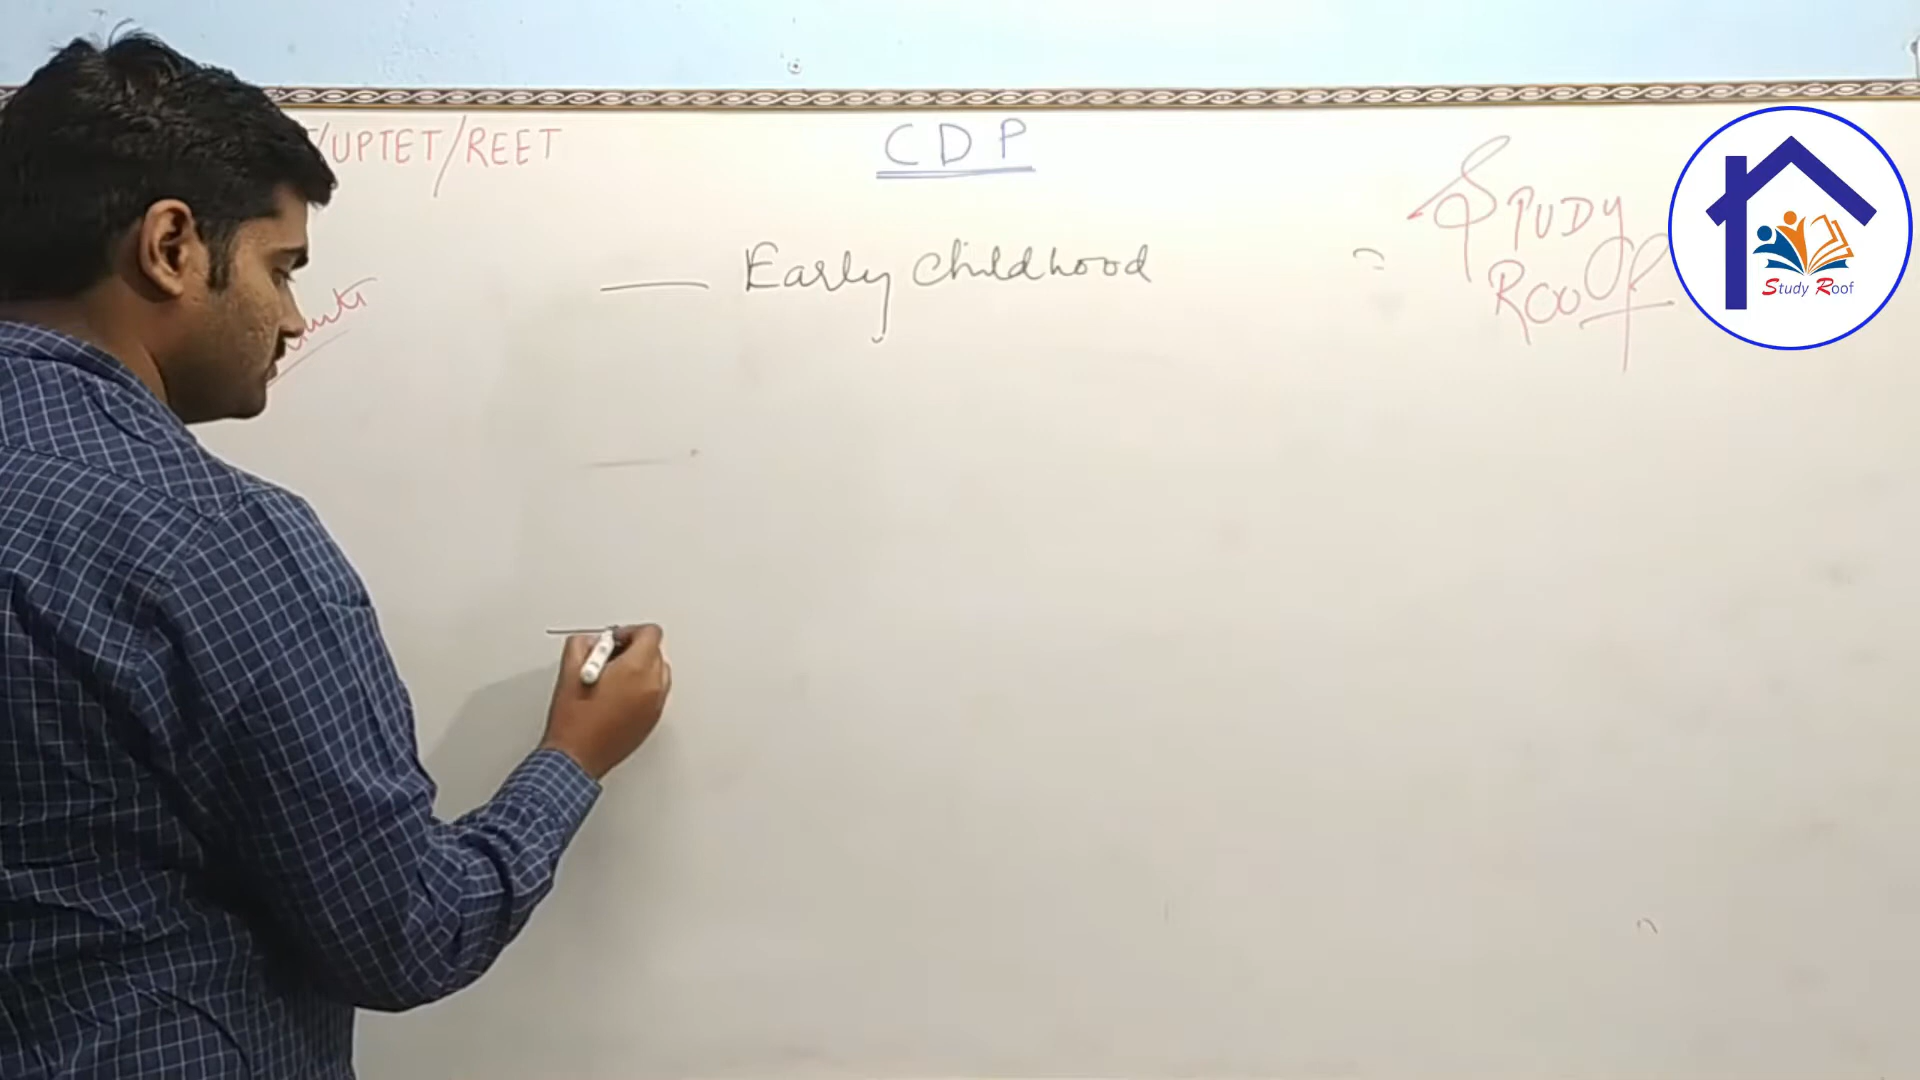 /UPTET/REET
CDP
STUDY
ROOF
Early childhood
Study Roof